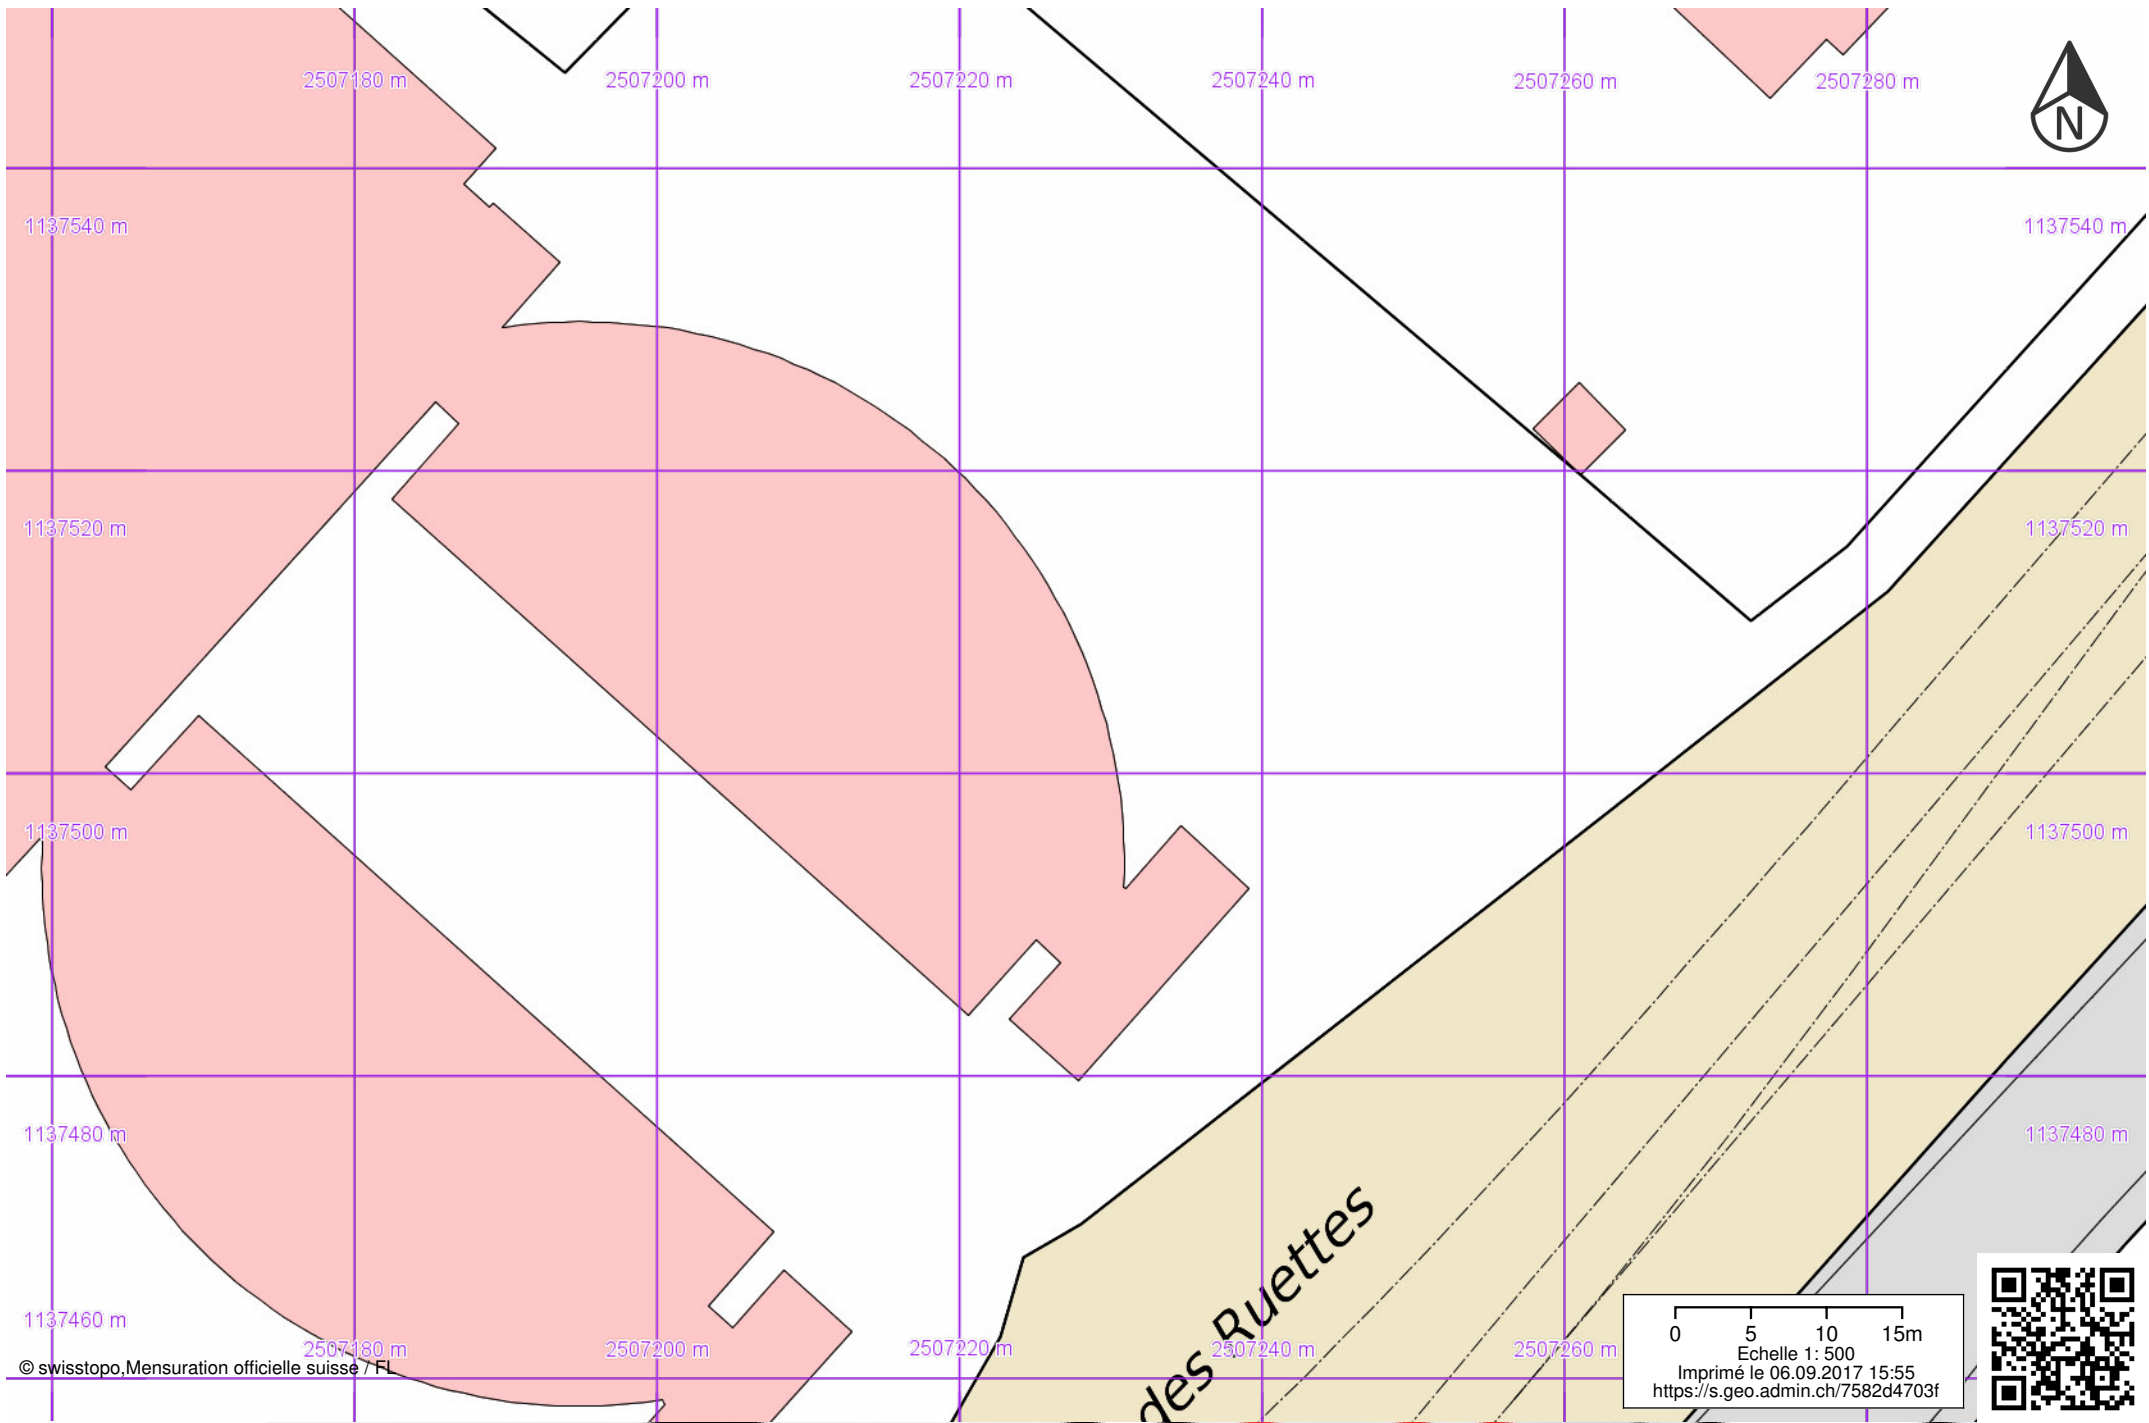 2507180 m 2507200 m 2507220 m 2507240 m 2507260 m 2507280 m
N
1137540 m 1137540 m
1137520 m 1137520 m
1137500 m 1137500 m
1137480 m 1137480 m
des Ruettes
1137460 m
2507180 m 2507200 m 2507220 m 2507240 m 2507260 m
© swisstopo,Mensuration officielle suisse / FL
0 5 10 15m
Echelle 1: 500
Imprimé le 06.09.2017 15:55
https://s.geo.admin.ch/7582d4703f